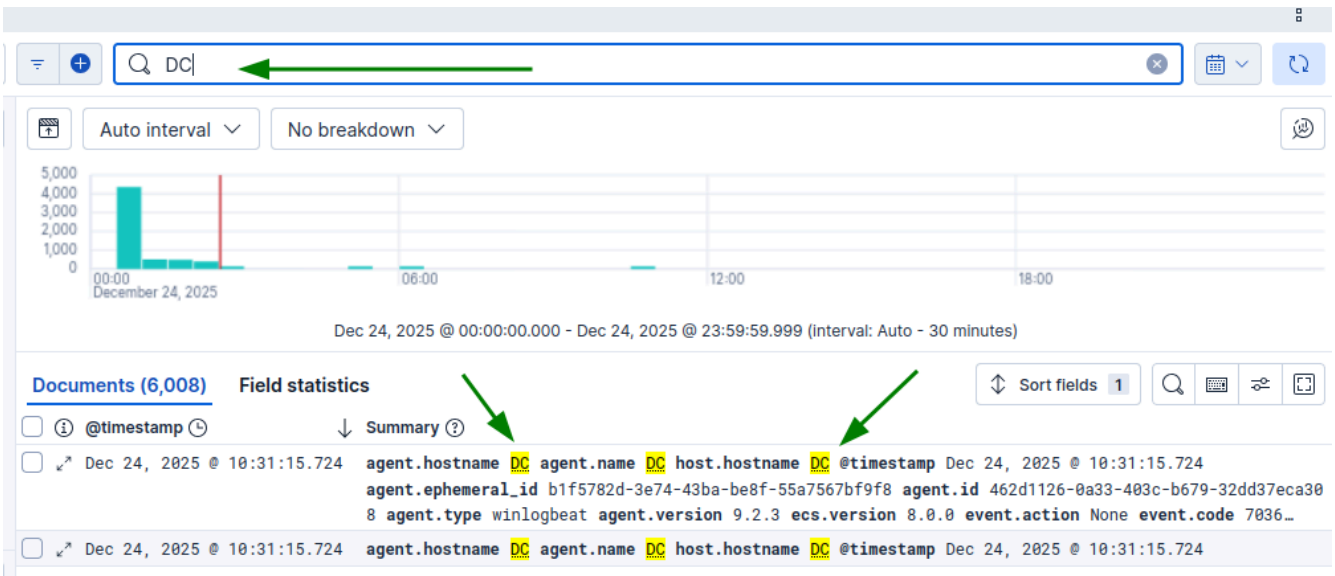 DC
Auto interval
No breakdown
5,000
4,000
3,000
2,000
1,000
0
00:00 06:00 12:00 18:00
December 24, 2025
Dec 24, 2025 @ 00:00:00.000 - Dec 24, 2025 @ 23:59:59.999 (interval: Auto - 30 minutes)
Documents (6,008) Field statistics Sort fields 1
@timestamp Summary
Dec 24, 2025 @ 10:31:15.724 agent.hostname DC agent.name DC host.hostname DC @timestamp Dec 24, 2025 @ 10:31:15.724
agent.ephemeral_id b1f5782d-3e74-43ba-be8f-55a7567bf9f8 agent.id 462d1126-0a33-403c-b679-32dd37eca30
8 agent.type winlogbeat agent.version 9.2.3 ecs.version 8.0.0 event.action None event.code 7036…
Dec 24, 2025 @ 10:31:15.724 agent.hostname DC agent.name DC host.hostname DC @timestamp Dec 24, 2025 @ 10:31:15.724